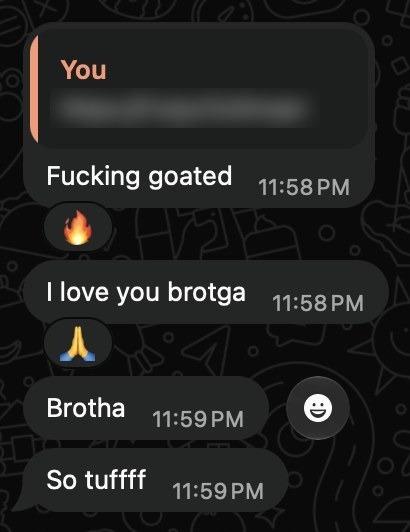 You
Fucking goated 11:58 PM
🔥
I love you brotga 11:58 PM
🙏
Brotha 11:59 PM
So tuffff 11:59 PM